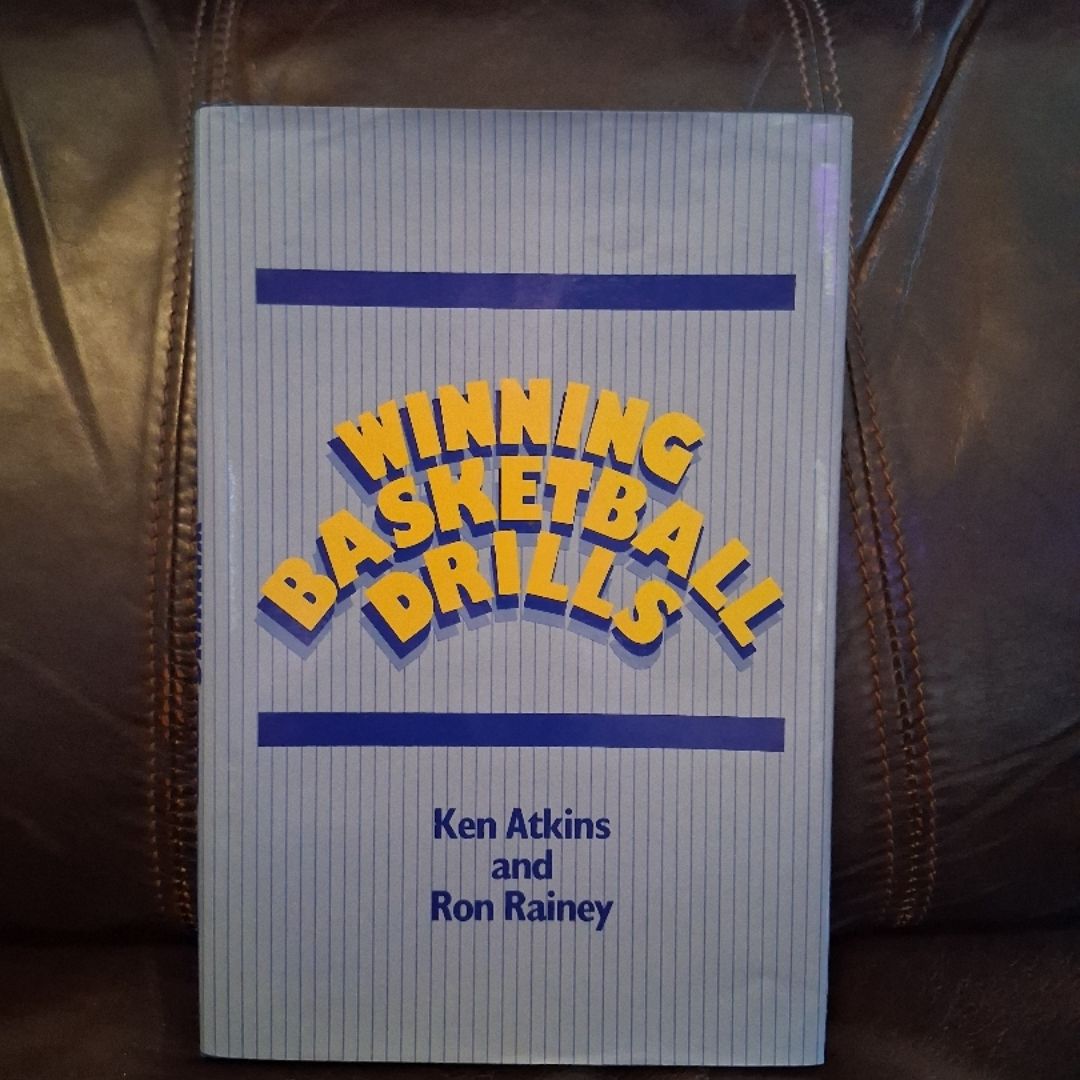 WINNING
BASKETBALL
DRILLS
Ken Atkins
and
Ron Rainey